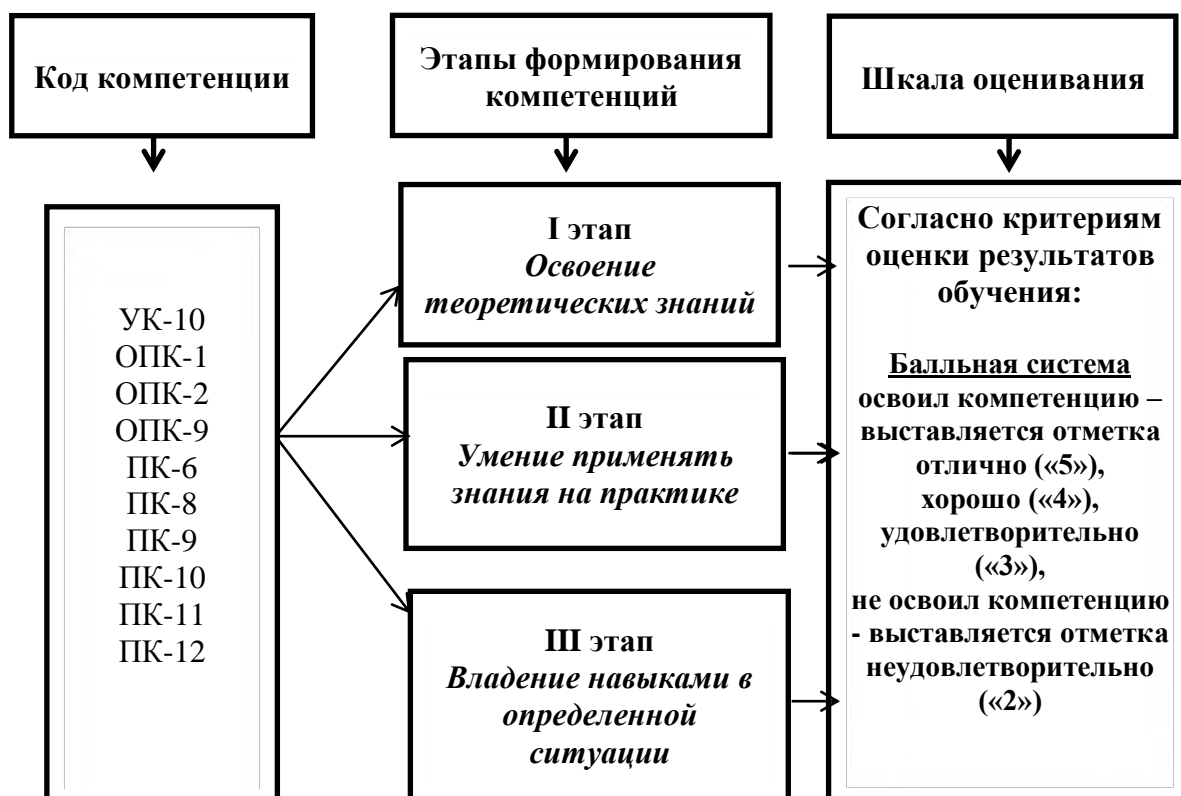 Код компетенции
Этапы формирования
компетенций
Шкала оценивания
УК-10
ОПК-1
ОПК-2
ОПК-9
ПК-6
ПК-8
ПК-9
ПК-10
ПК-11
ПК-12
I этап
Освоение
теоретических знаний
II этап
Умение применять
знания на практике
III этап
Владение навыками в
определенной
ситуации
Согласно критериям
оценки результатов
обучения:
Балльная система
освоил компетенцию –
выставляется отметка
отлично («5»),
хорошо («4»),
удовлетворительно
(«3»),
не освоил компетенцию
- выставляется отметка
неудовлетворительно
(«2»)